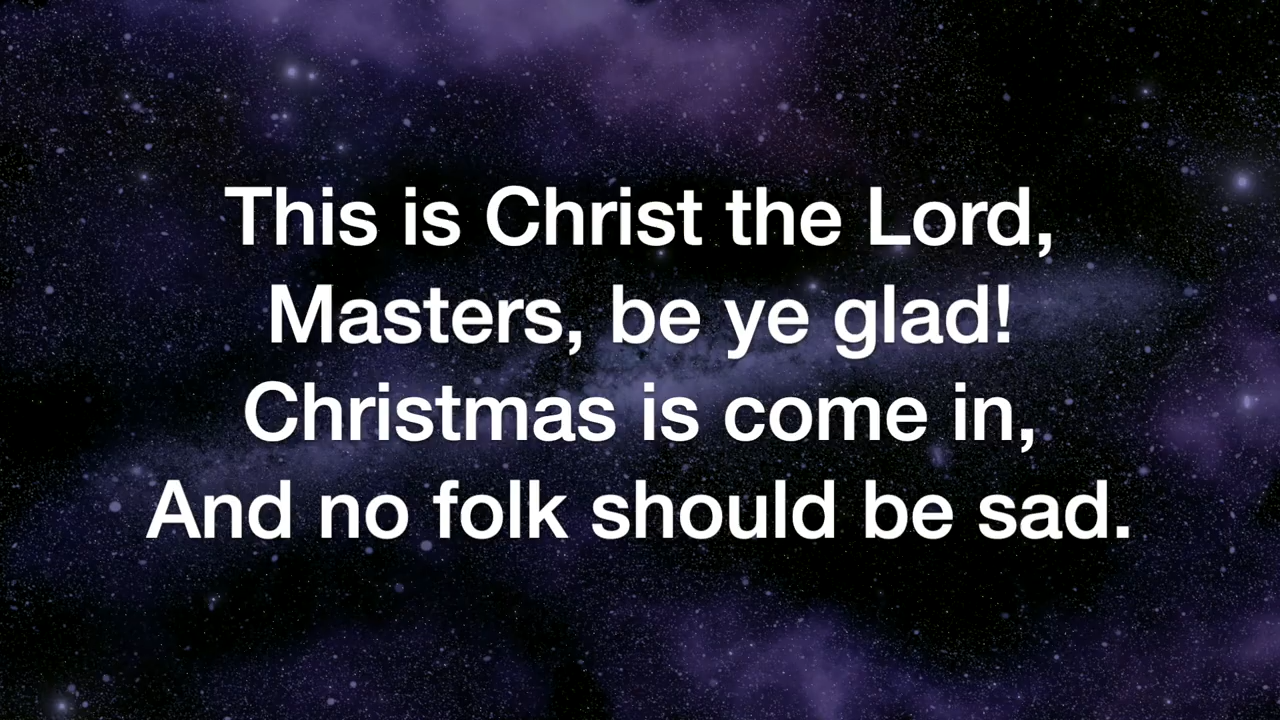 This is Christ the Lord,
Masters, be ye glad!
Christmas is come in,
And no folk should be sad.